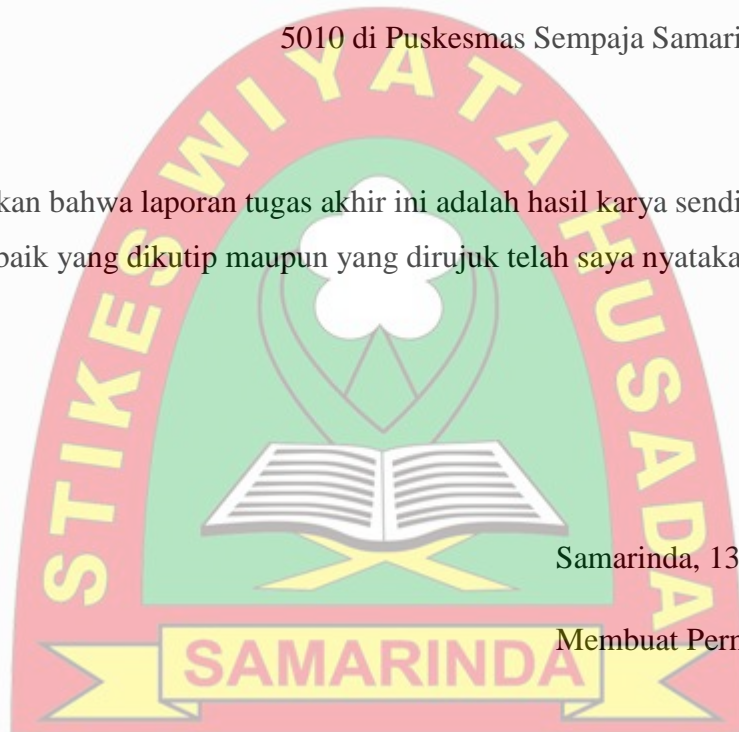 5010 di Puskesmas Sempaja Samari
kan bahwa laporan tugas akhir ini adalah hasil karya sendi
baik yang dikutip maupun yang dirujuk telah saya nyataka
Samarinda, 13
Membuat Pern
STIKES WIYATA HUSADA
SAMARINDA